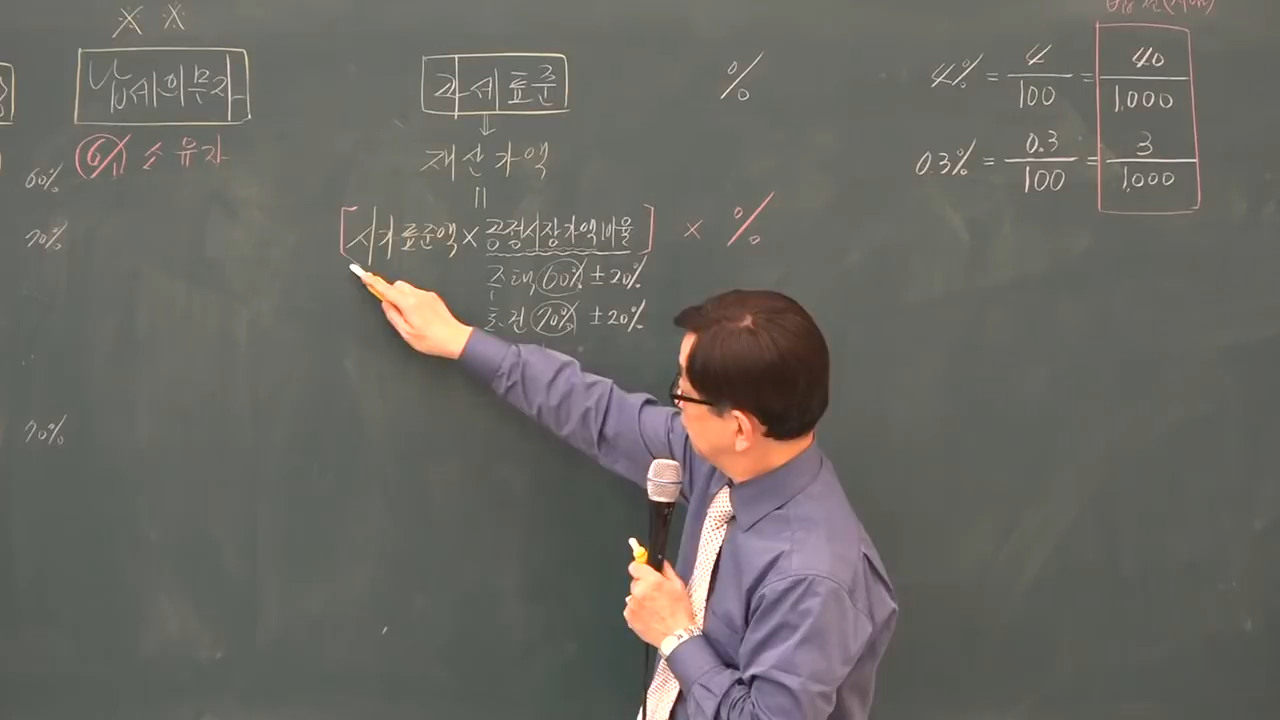 ※ ※
납세의무자
6/1 소유자
60%
70%
70%
과세표준
재산가액
||
[시가표준액 × 공정시장가액비율] × %
주택 60% ± 20%
토.건 70% ± 20%
%
4% = 4/100 = 40/1,000
0.3% = 0.3/100 = 3/1,000